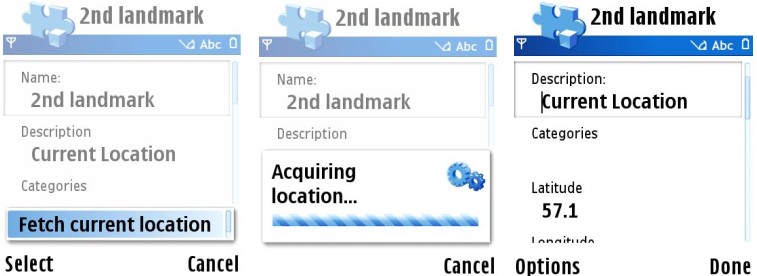 2nd landmark
Abc
Name:
2nd landmark
Description
Current Location
Categories
Fetch current location
Select Cancel
2nd landmark
Abc
Name:
2nd landmark
Description
Acquiring
location...
Cancel
2nd landmark
Abc
Description:
Current Location
Categories
Latitude
57.1
Longitude
Options Done